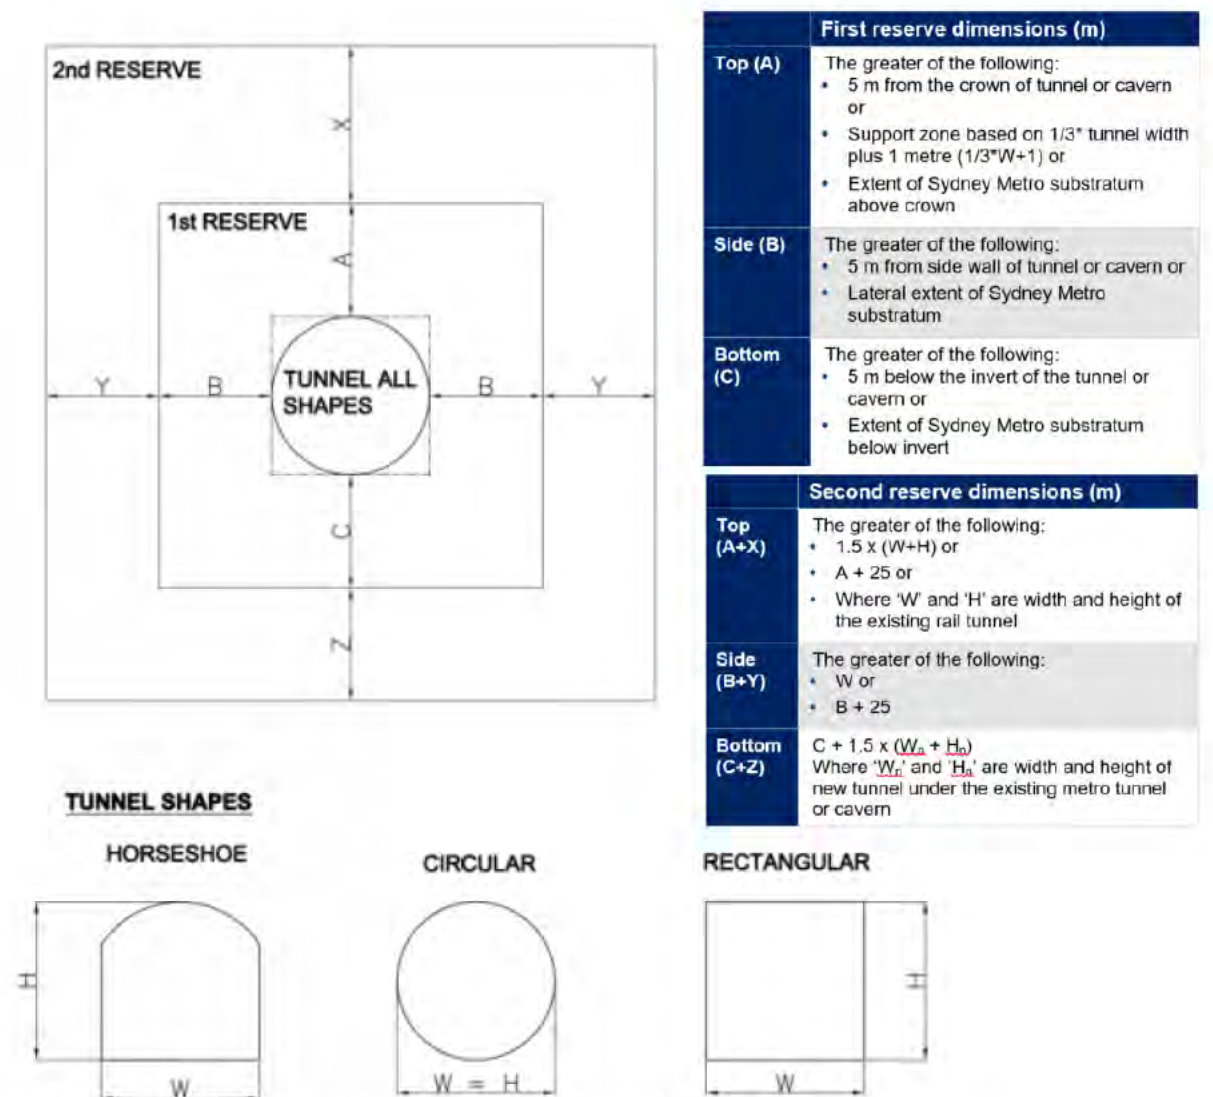 2nd RESERVE
X
1st RESERVE
A
Y
B
TUNNEL ALL
SHAPES
B
Y
C
Z
First reserve dimensions (m)
Top (A)
The greater of the following:
• 5 m from the crown of tunnel or cavern
or
• Support zone based on 1/3* tunnel width
plus 1 metre (1/3*W+1) or
• Extent of Sydney Metro substratum
above crown
Side (B)
The greater of the following:
• 5 m from side wall of tunnel or cavern or
• Lateral extent of Sydney Metro
substratum
Bottom
(C)
The greater of the following:
• 5 m below the invert of the tunnel or
cavern or
• Extent of Sydney Metro substratum
below invert
Second reserve dimensions (m)
Top
(A+X)
The greater of the following:
• 1.5 x (W+H) or
• A + 25 or
• Where 'W' and 'H' are width and height of
the existing rail tunnel
Side
(B+Y)
The greater of the following:
• W or
• B + 25
Bottom
(C+Z)
C + 1.5 x (Wn + Hn)
Where 'Wn' and 'Hn' are width and height of
new tunnel under the existing metro tunnel
or cavern
TUNNEL SHAPES
HORSESHOE
H
W
CIRCULAR
W = H
RECTANGULAR
H
W